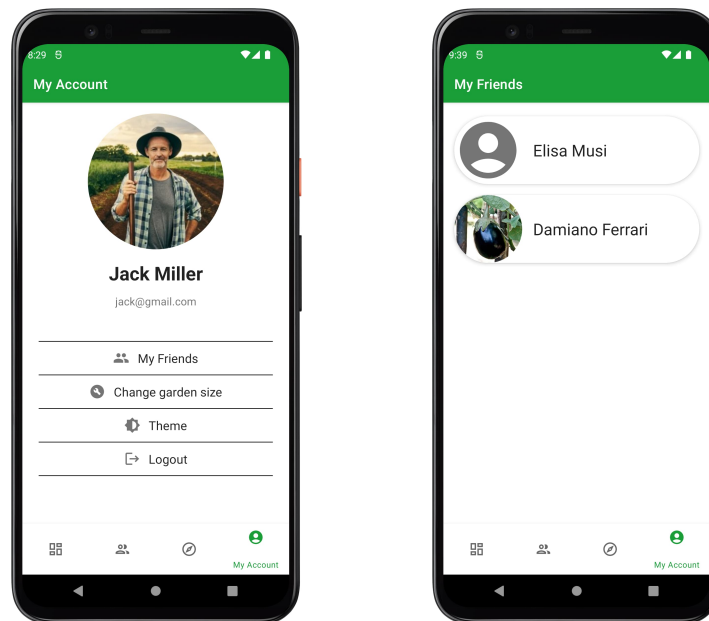 8:29
My Account
Jack Miller
jack@gmail.com
My Friends
Change garden size
Theme
Logout
My Account
9:39
My Friends
Elisa Musi
Damiano Ferrari
My Account